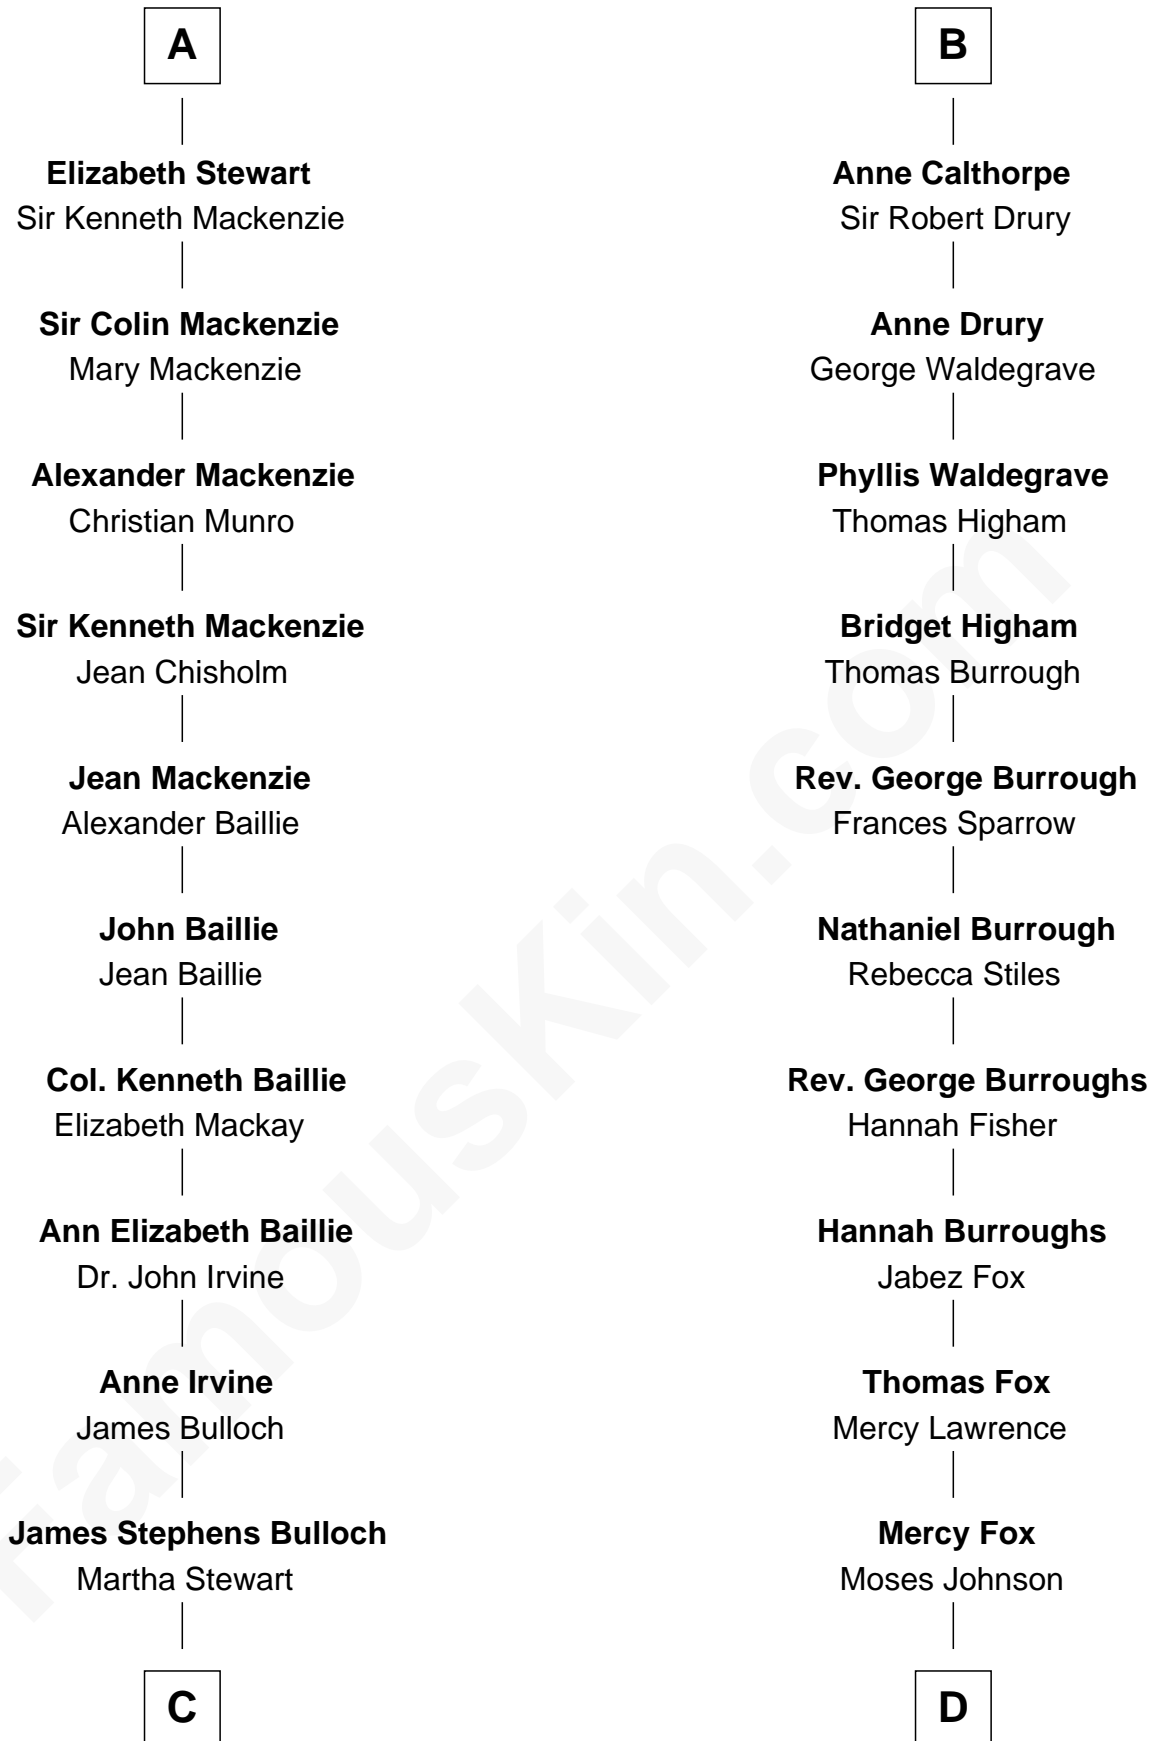 A
Elizabeth Stewart
Sir Kenneth Mackenzie
Sir Colin Mackenzie
Mary Mackenzie
Alexander Mackenzie
Christian Munro
Sir Kenneth Mackenzie
Jean Chisholm
Jean Mackenzie
Alexander Baillie
John Baillie
Jean Baillie
Col. Kenneth Baillie
Elizabeth Mackay
Ann Elizabeth Baillie
Dr. John Irvine
Anne Irvine
James Bulloch
James Stephens Bulloch
Martha Stewart
C
B
Anne Calthorpe
Sir Robert Drury
Anne Drury
George Waldegrave
Phyllis Waldegrave
Thomas Higham
Bridget Higham
Thomas Burrough
Rev. George Burrough
Frances Sparrow
Nathaniel Burrough
Rebecca Stiles
Rev. George Burroughs
Hannah Fisher
Hannah Burroughs
Jabez Fox
Thomas Fox
Mercy Lawrence
Mercy Fox
Moses Johnson
D
FamousKin.com